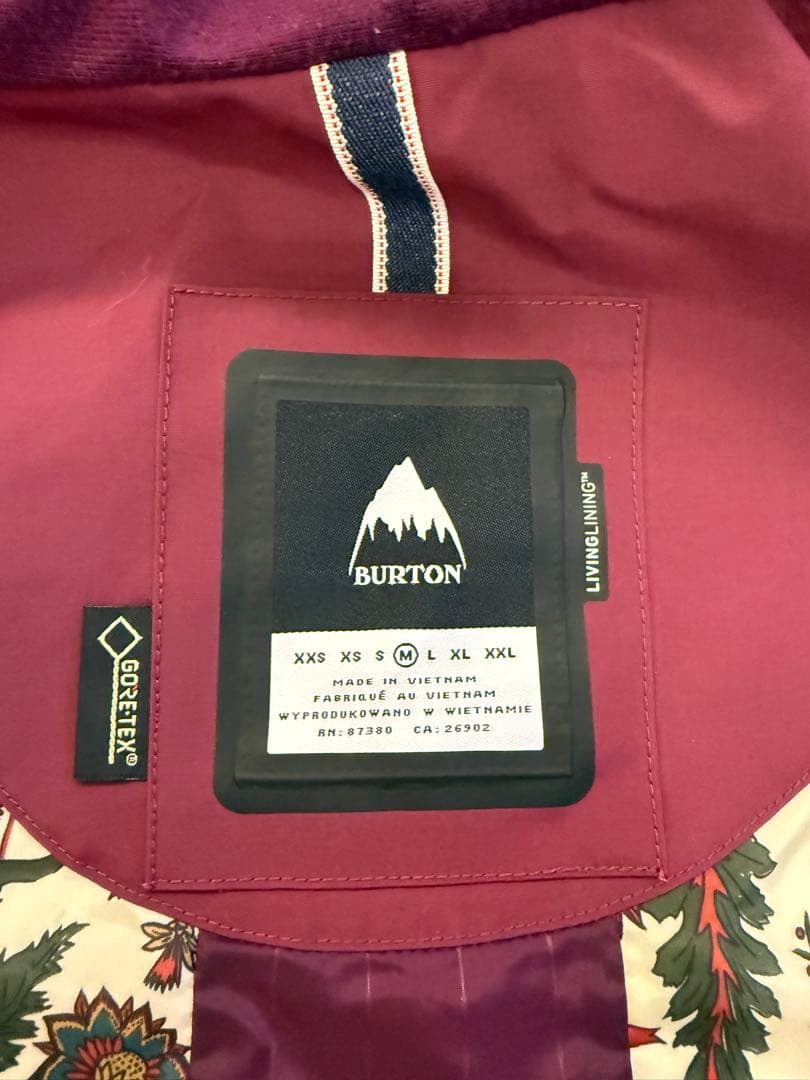 BURTON
LIVINGLINING™
XXS XS S M L XL XXL
MADE IN VIETNAM
FABRIQUÉ AU VIETNAM
WYPRODUKOWANO W WIETNAMIE
RN: 87380 CA: 26902
GORE-TEX®